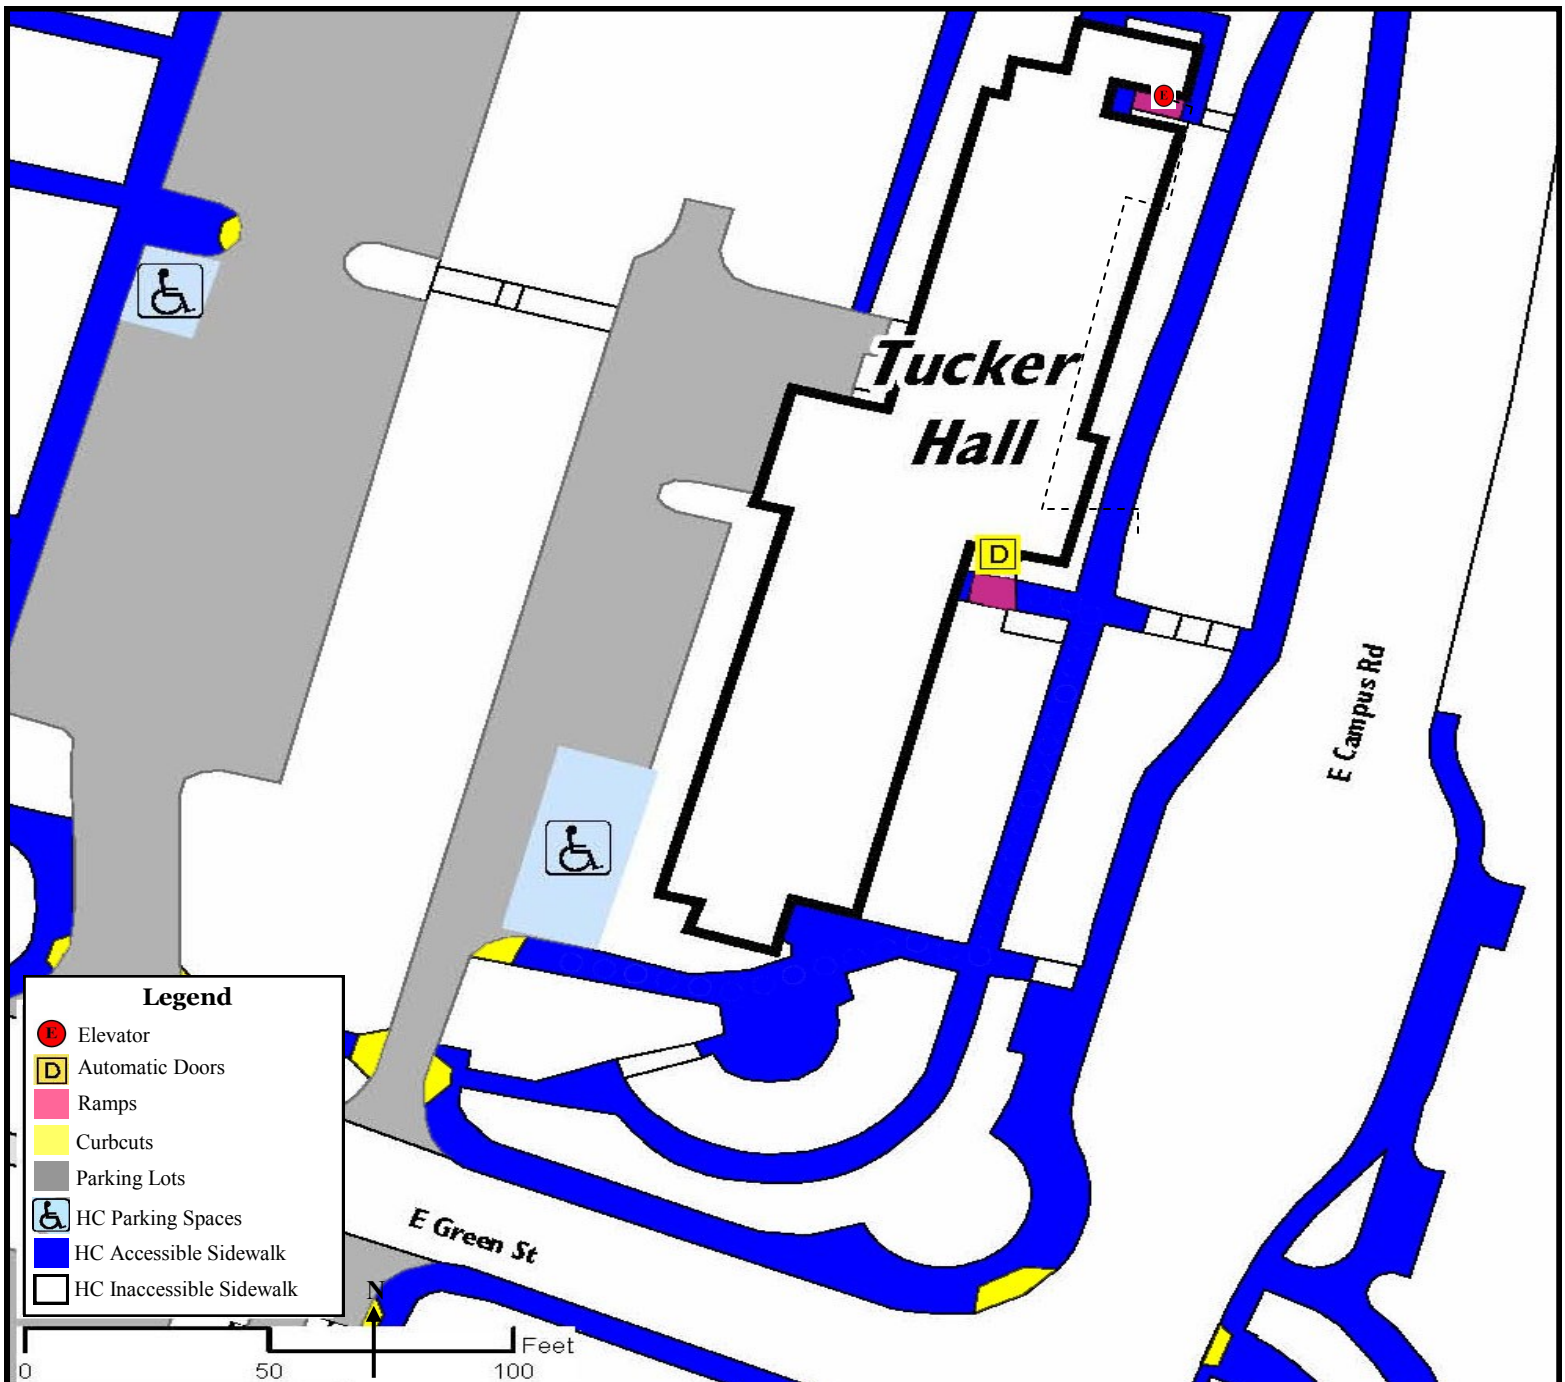 E
Tucker
Hall
D
E Campus Rd
Legend
E Elevator
D Automatic Doors
Ramps
Curbcuts
Parking Lots
HC Parking Spaces
HC Accessible Sidewalk
HC Inaccessible Sidewalk
E Green St
N
Feet
0 50 100